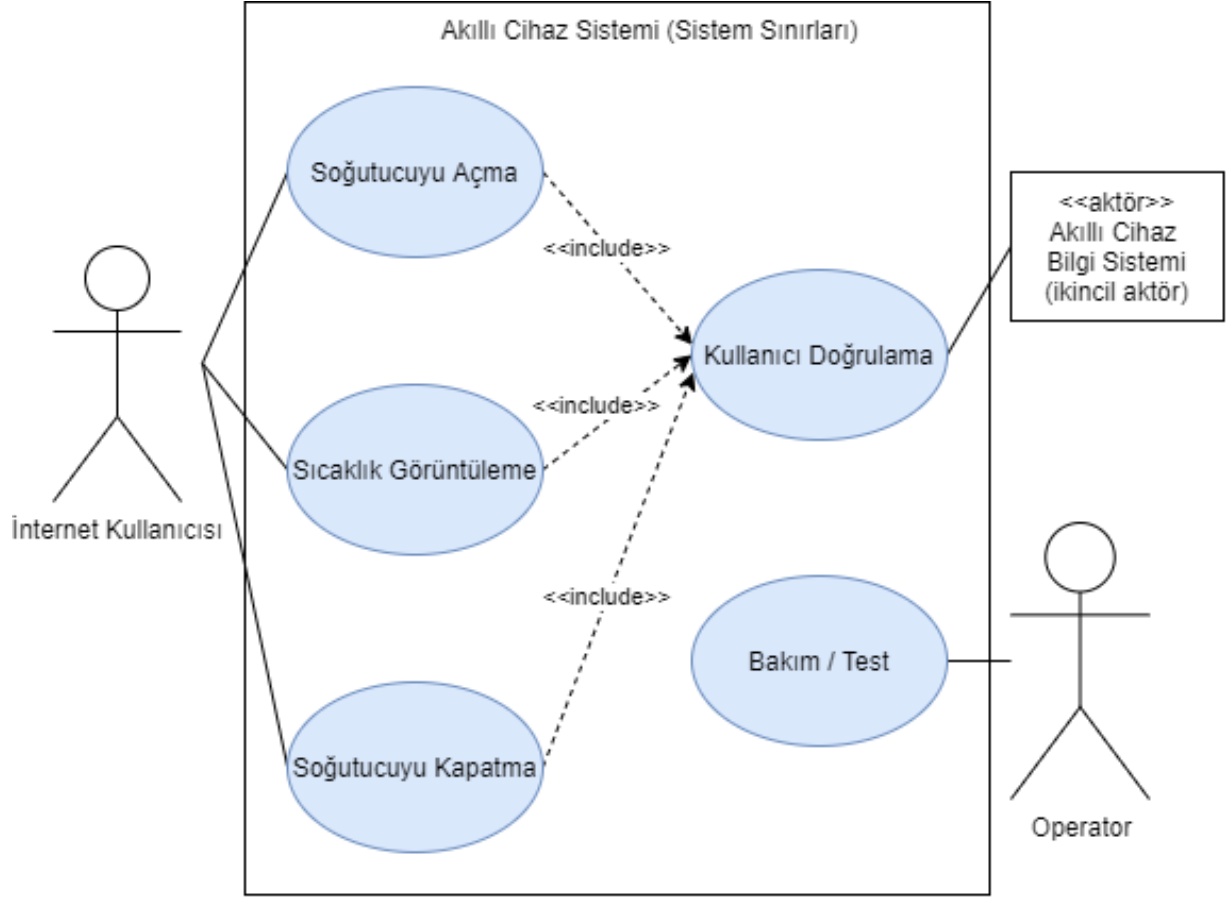 Akıllı Cihaz Sistemi (Sistem Sınırları)
Soğutucuyu Açma
<<aktör>>
Akıllı Cihaz
Bilgi Sistemi
(ikincil aktör)
<<include>>
Kullanıcı Doğrulama
<<include>>
Sıcaklık Görüntüleme
İnternet Kullanıcısı
<<include>>
Bakım / Test
Soğutucuyu Kapatma
Operator